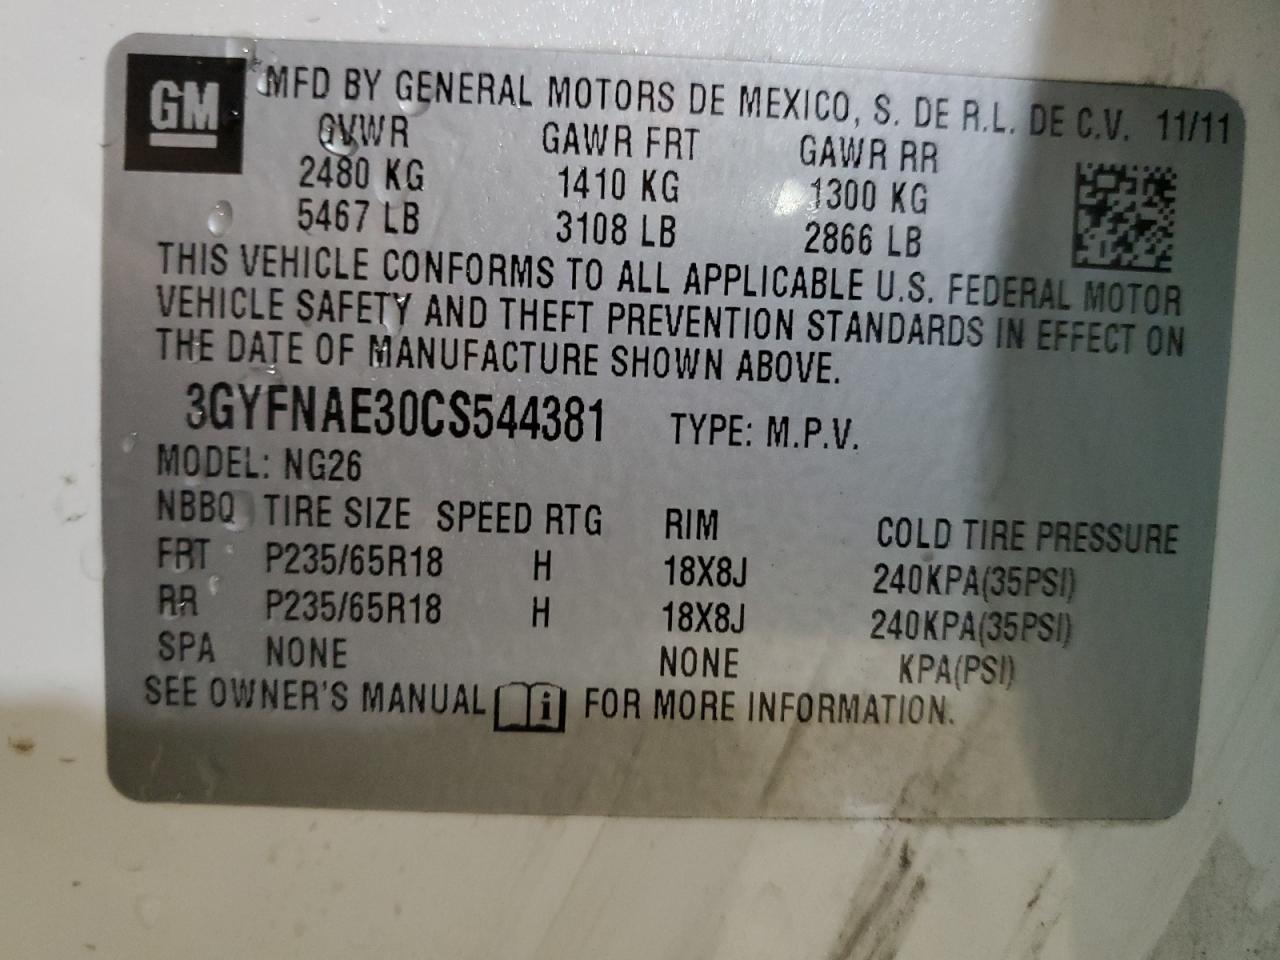 GM
*MFD BY GENERAL MOTORS DE MEXICO, S. DE R.L. DE C.V. 11/11
GVWR GAWR FRT GAWR RR
2480 KG 1410 KG 1300 KG
5467 LB 3108 LB 2866 LB
THIS VEHICLE CONFORMS TO ALL APPLICABLE U.S. FEDERAL MOTOR
VEHICLE SAFETY AND THEFT PREVENTION STANDARDS IN EFFECT ON
THE DATE OF MANUFACTURE SHOWN ABOVE.
3GYFNAE30CS544381 TYPE: M.P.V.
MODEL: NG26
NBBQ TIRE SIZE SPEED RTG RIM COLD TIRE PRESSURE
FRT P235/65R18 H 18X8J 240KPA(35PSI)
RR P235/65R18 H 18X8J 240KPA(35PSI)
SPA NONE NONE KPA(PSI)
SEE OWNER'S MANUAL i FOR MORE INFORMATION.